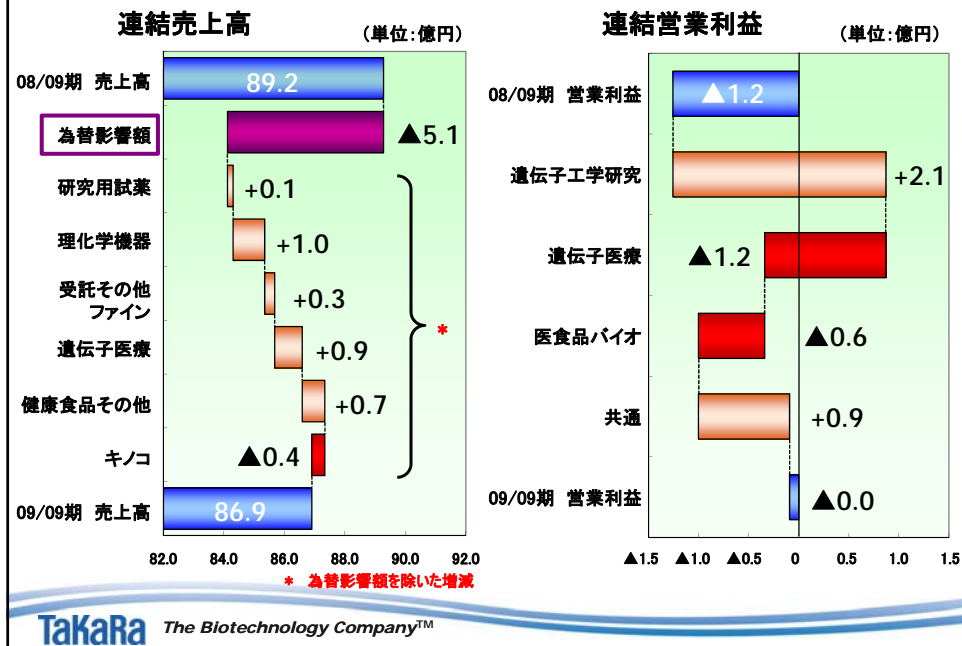 連結売上高
(単位:億円)
08/09期 売上高
89.2
為替影響額
▲5.1
研究用試薬
+0.1
理化学機器
+1.0
受託その他
ファイン
+0.3
遺伝子医療
+0.9
健康食品その他
+0.7
キノコ
▲0.4
*
09/09期 売上高
86.9
82.0 84.0 86.0 88.0 90.0 92.0
* 為替影響額を除いた増減
連結営業利益
(単位:億円)
08/09期 営業利益
▲1.2
遺伝子工学研究
+2.1
遺伝子医療
▲1.2
医食品バイオ
▲0.6
共通
+0.9
09/09期 営業利益
▲0.0
▲1.5 ▲1.0 ▲0.5 0 0.5 1.0 1.5
TaKaRa The Biotechnology Company™